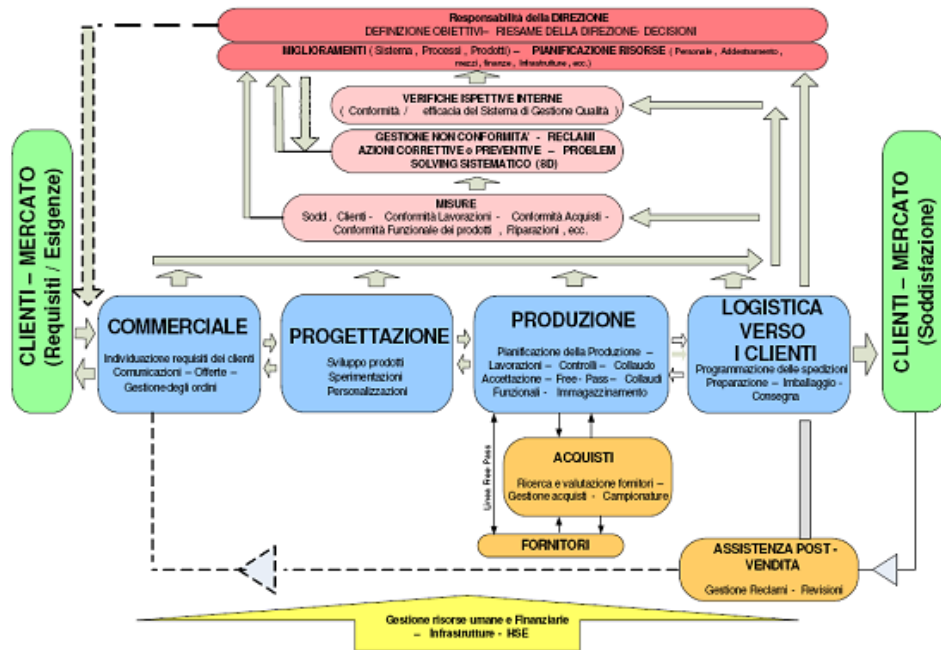 Responsabilità della DIREZIONE
DEFINIZIONE OBIETTIVI– RIESAME DELLA DIREZIONE- DECISIONI
MIGLIORAMENTI ( Sistema , Processi , Prodotti ) – PIANIFICAZIONE RISORSE ( Personale , Addestramento ,
mezzi, finanze , Infrastrutture , ecc.)
VERIFICHE ISPETTIVE INTERNE
( Conformità / efficacia del Sistema di Gestione Qualità )
GESTIONE NON CONFORMITA' - RECLAMI
AZIONI CORRETTIVE o PREVENTIVE – PROBLEM
SOLVING SISTEMATICO (8D)
MISURE
Sodd . Clienti - Conformità Lavorazioni - Conformità Acquisti -
Conformità Funzionale dei prodotti , Riparazioni , ecc.
CLIENTI – MERCATO
(Requisiti / Esigenze)
COMMERCIALE
Individuazione requisiti dei clienti
Comunicazioni – Offerte –
Gestione degli ordini
PROGETTAZIONE
Sviluppo prodotti
Sperimentazioni
Personalizzazioni
PRODUZIONE
Pianificazione della Produzione –
Lavorazioni – Controlli – Collaudo
Accettazione – Free- Pass – Collaudi
Funzionali - Immagazzinamento
LOGISTICA
VERSO
I CLIENTI
Programmazione delle spedizioni
Preparazione – Imballaggio -
Consegna
CLIENTI – MERCATO
(Soddisfazione)
Linea Free Pass
ACQUISTI
Ricerca e valutazione fornitori –
Gestione acquisti - Campionature
FORNITORI
ASSISTENZA POST -
VENDITA
Gestione Reclami - Revisioni
Gestione risorse umane e Finanziarie
– Infrastrutture - HSE